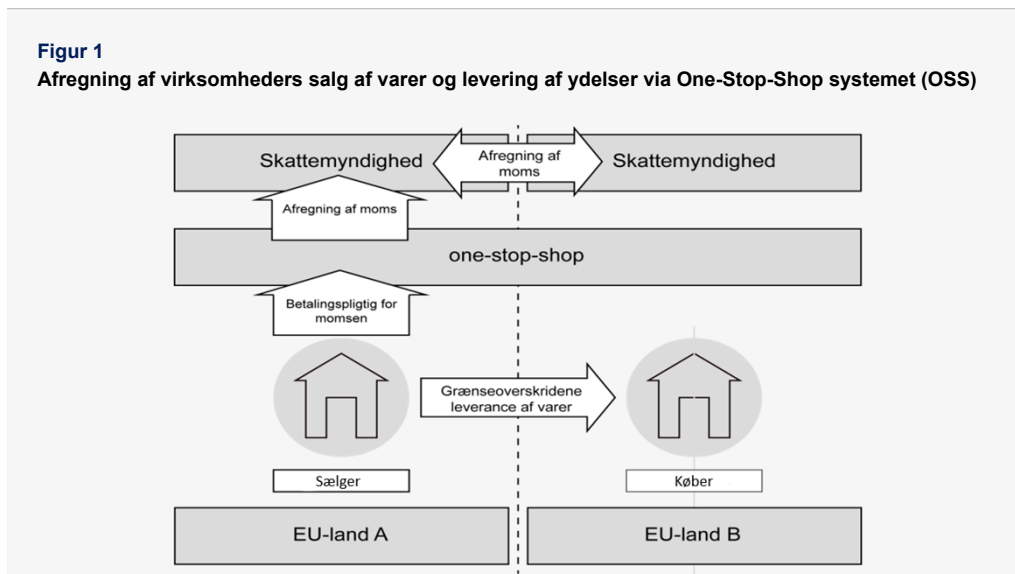 Figur 1
Afregning af virksomheders salg af varer og levering af ydelser via One-Stop-Shop systemet (OSS)
Skattemyndighed
Afregning af
moms
Skattemyndighed
Afregning af moms
one-stop-shop
Betalingspligtig for
momsen
Grænseoverskridene
leverance af varer
Sælger
Køber
EU-land A
EU-land B